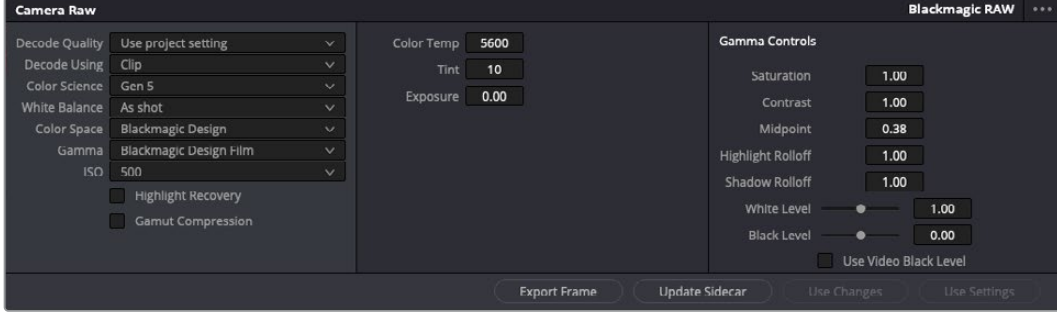 Camera Raw
Blackmagic RAW
Decode Quality Use project setting
Decode Using Clip
Color Science Gen 5
White Balance As shot
Color Space Blackmagic Design
Gamma Blackmagic Design Film
ISO 500
Highlight Recovery
Gamut Compression
Color Temp 5600
Tint 10
Exposure 0.00
Gamma Controls
Saturation 1.00
Contrast 1.00
Midpoint 0.38
Highlight Rolloff 1.00
Shadow Rolloff 1.00
White Level 1.00
Black Level 0.00
Use Video Black Level
Export Frame
Update Sidecar
Use Changes
Use Settings